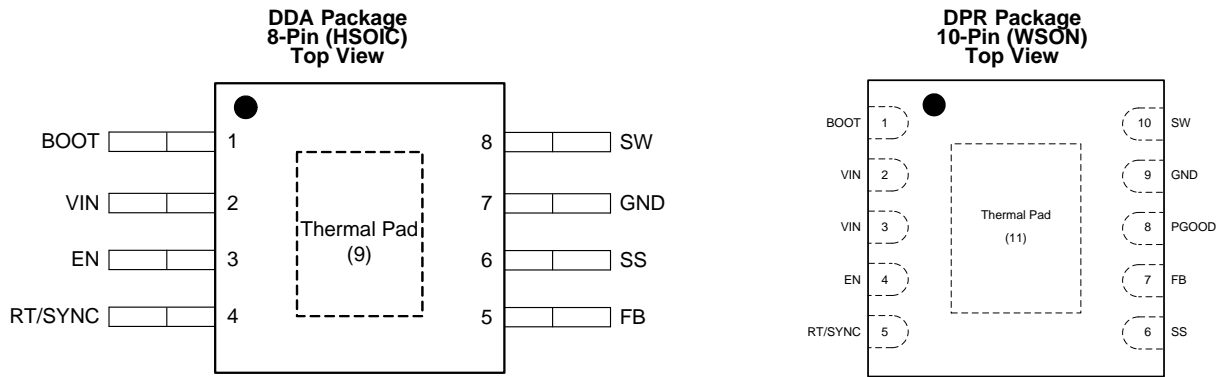 DDA Package
8-Pin (HSOIC)
Top View
BOOT 1 8 SW
VIN 2 7 GND
Thermal Pad
(9)
EN 3 6 SS
RT/SYNC 4 5 FB
DPR Package
10-Pin (WSON)
Top View
BOOT 1 10 SW
VIN 2 9 GND
Thermal Pad
(11)
VIN 3 8 PGOOD
EN 4 7 FB
RT/SYNC 5 6 SS